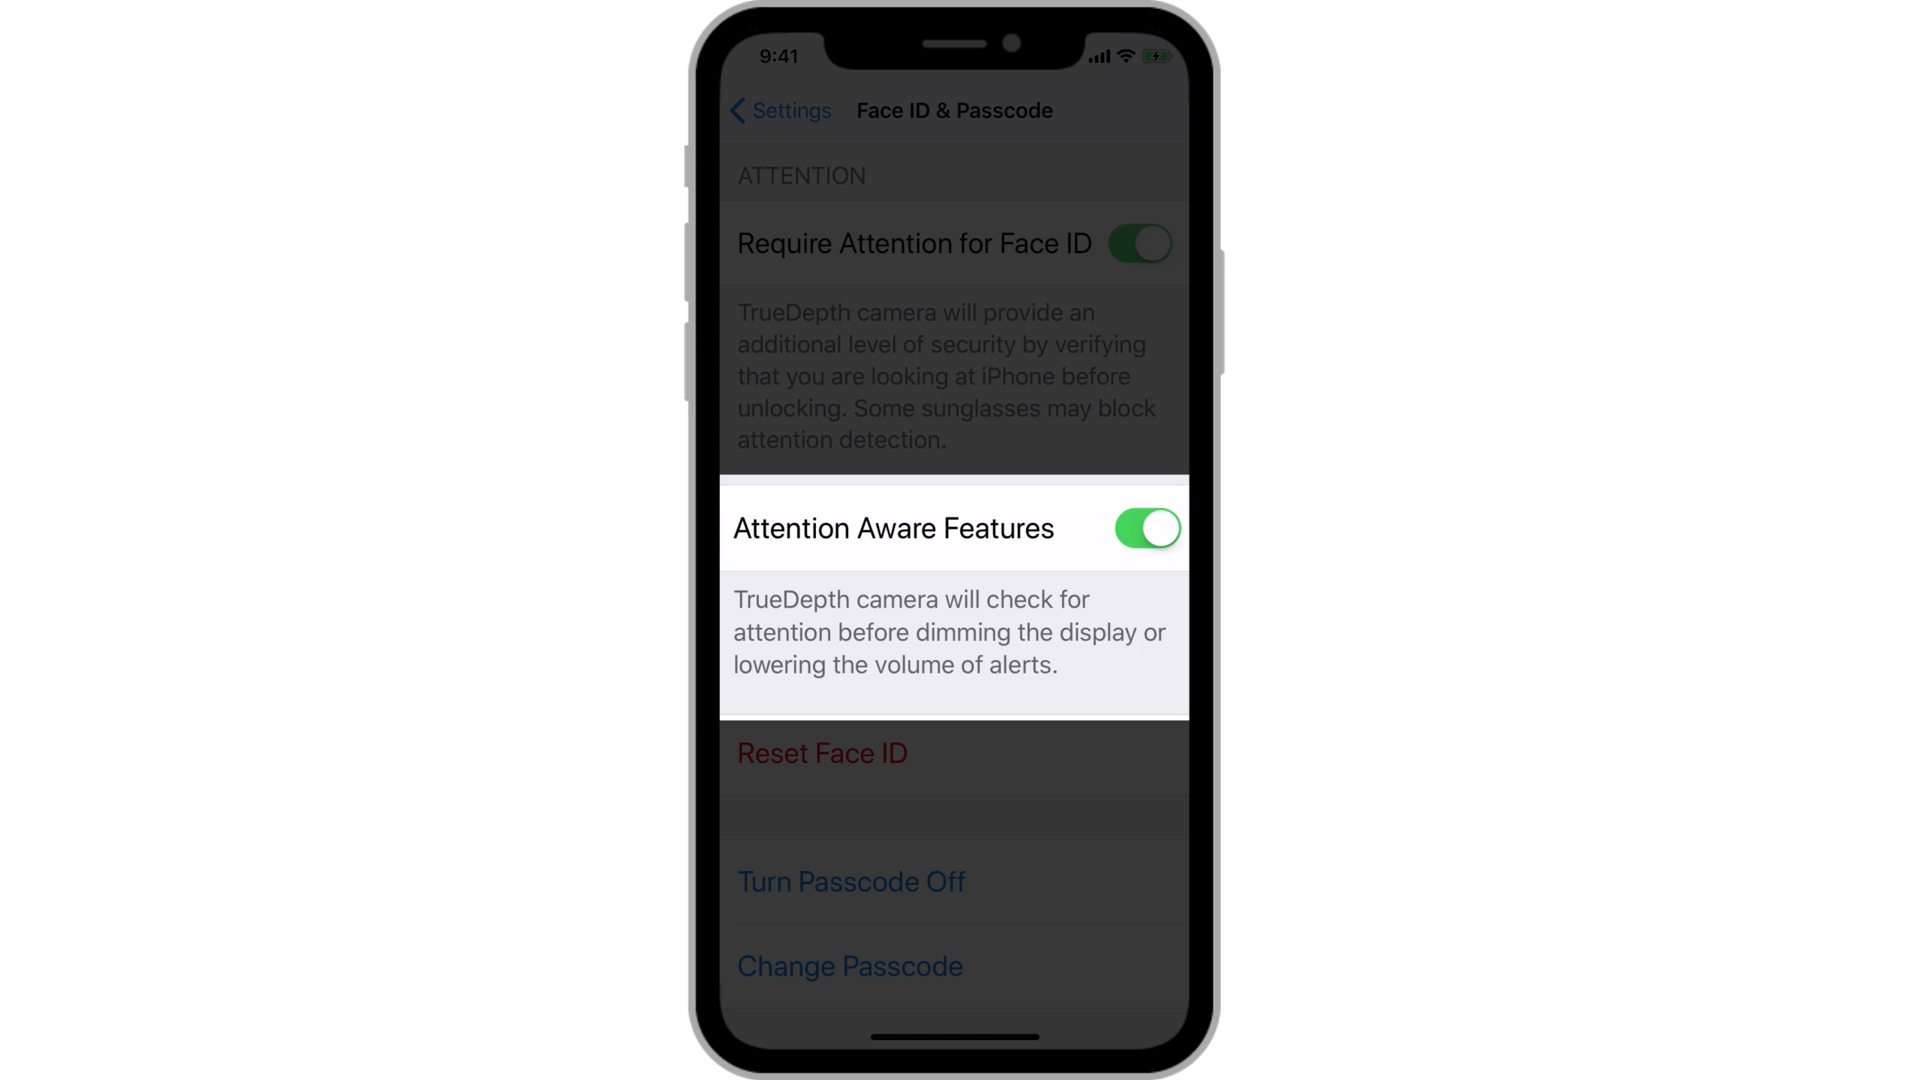 9:41
Settings Face ID & Passcode
ATTENTION
Require Attention for Face ID
TrueDepth camera will provide an
additional level of security by verifying
that you are looking at iPhone before
unlocking. Some sunglasses may block
attention detection.
Attention Aware Features
TrueDepth camera will check for
attention before dimming the display or
lowering the volume of alerts.
Reset Face ID
Turn Passcode Off
Change Passcode